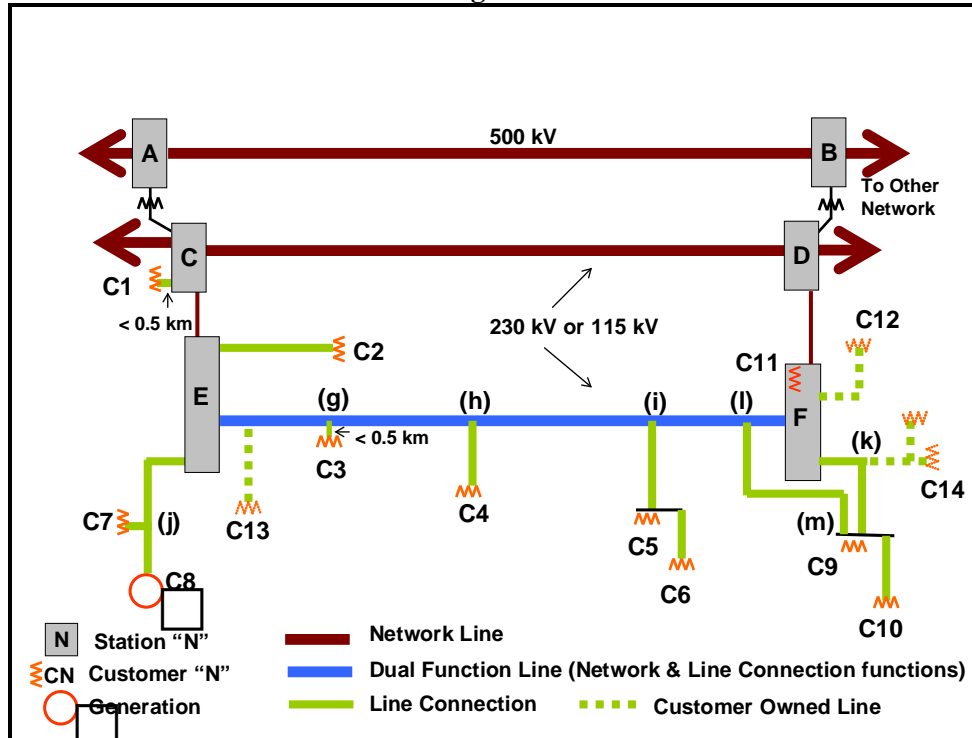 500 kV
A
B
To Other
Network
C
D
C1
< 0.5 km
230 kV or 115 kV
C12
C2
C11
E
(g)
(h)
(i)
(l)
F
< 0.5 km
(k)
C3
C14
C4
C7
(j)
C13
(m)
C5
C9
C8
C6
C10
N
Station “N”
Network Line
CN
Customer “N”
Dual Function Line (Network & Line Connection functions)
Generation
Line Connection
Customer Owned Line